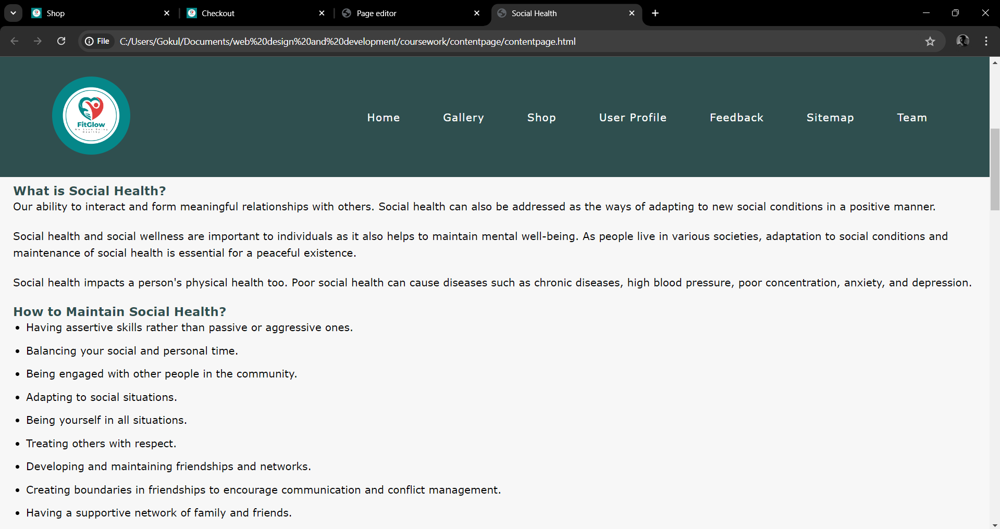 Shop
Checkout
Page editor
Social Health
File
C:/Users/Gokul/Documents/web%20design%20and%20development/coursework/contentpage/contentpage.html
FitGlow
We Love Being
Healthy
Home
Gallery
Shop
User Profile
Feedback
Sitemap
Team
What is Social Health?
Our ability to interact and form meaningful relationships with others. Social health can also be addressed as the ways of adapting to new social conditions in a positive manner.
Social health and social wellness are important to individuals as it also helps to maintain mental well-being. As people live in various societies, adaptation to social conditions and
maintenance of social health is essential for a peaceful existence.
Social health impacts a person's physical health too. Poor social health can cause diseases such as chronic diseases, high blood pressure, poor concentration, anxiety, and depression.
How to Maintain Social Health?
• Having assertive skills rather than passive or aggressive ones.
• Balancing your social and personal time.
• Being engaged with other people in the community.
• Adapting to social situations.
• Being yourself in all situations.
• Treating others with respect.
• Developing and maintaining friendships and networks.
• Creating boundaries in friendships to encourage communication and conflict management.
• Having a supportive network of family and friends.